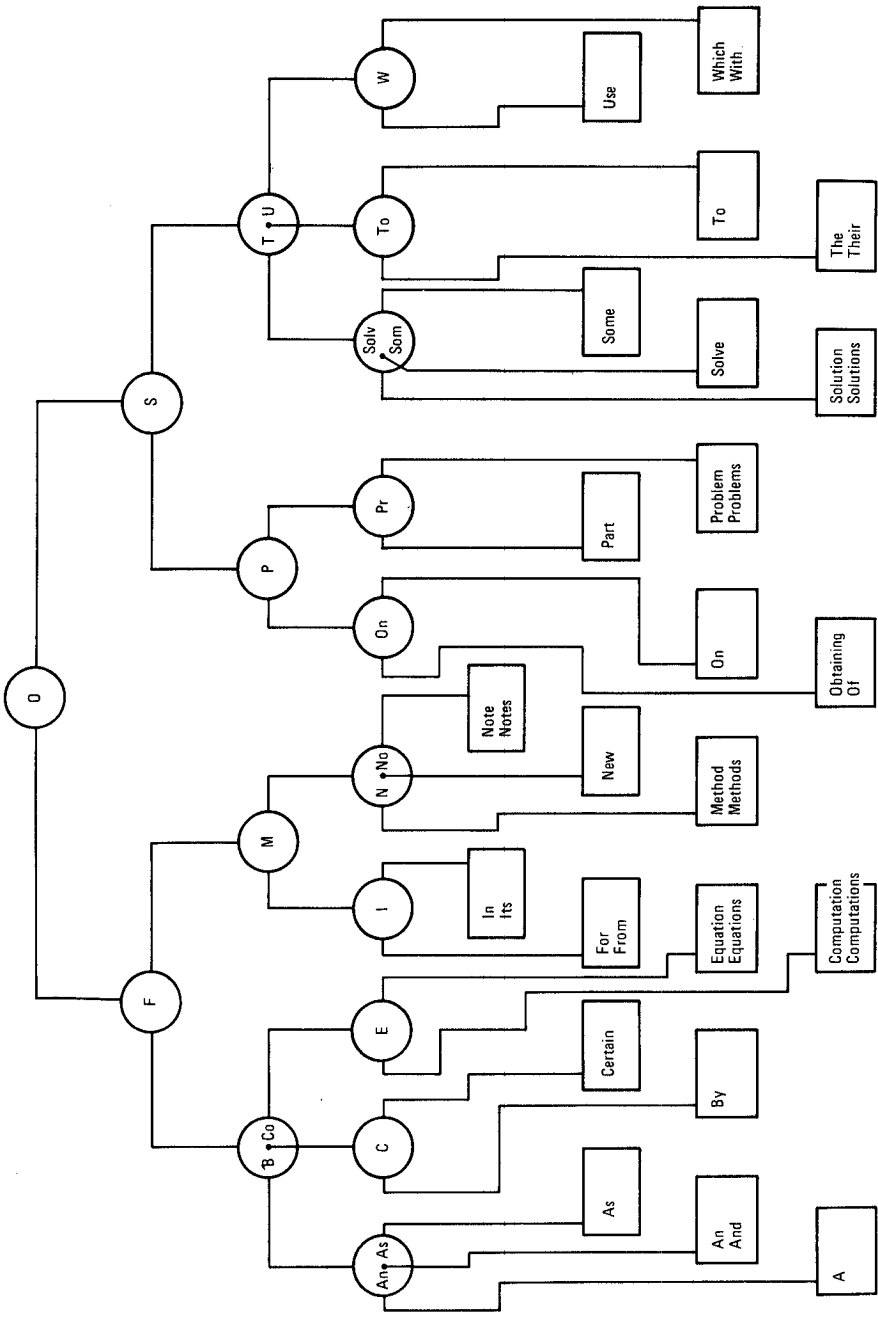 O
F
S
B Co
M
P
T U
An As
C
E
I
N No
On
Pr
Solv
Som
To
W
A
An
And
As
By
Certain
Computation
Computations
Equation
Equations
For
From
In
Its
Method
Methods
New
Note
Notes
Obtaining
Of
On
Part
Problem
Problems
Solution
Solutions
Solve
Some
The
Their
To
Use
Which
With